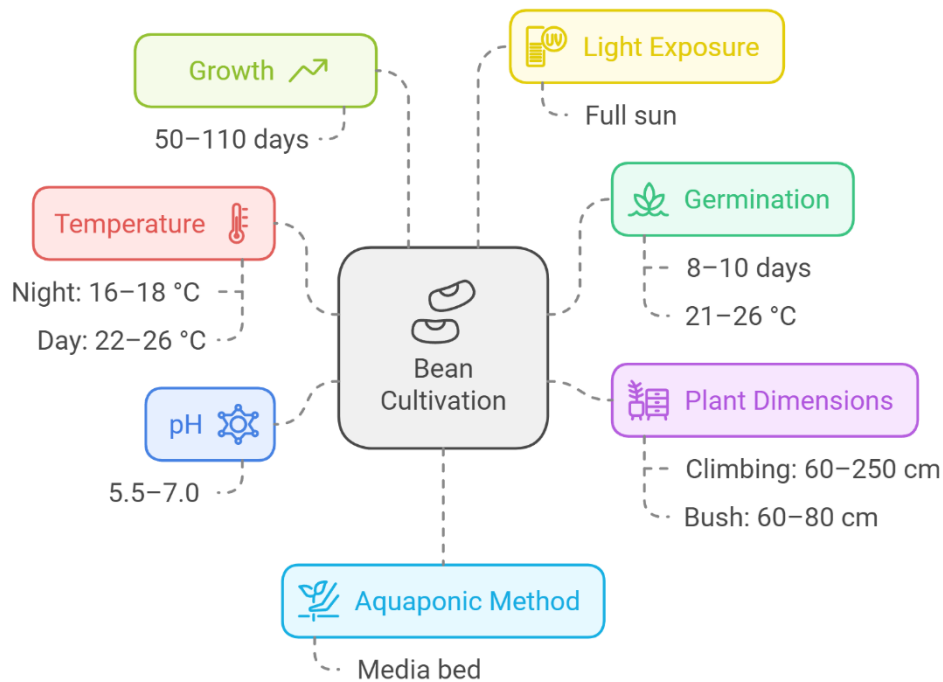 Growth
50–110 days
UV
Light Exposure
Full sun
Temperature
Night: 16–18 °C
Day: 22–26 °C
Germination
8–10 days
21–26 °C
Bean
Cultivation
pH
5.5–7.0
Plant Dimensions
Climbing: 60–250 cm
Bush: 60–80 cm
Aquaponic Method
Media bed